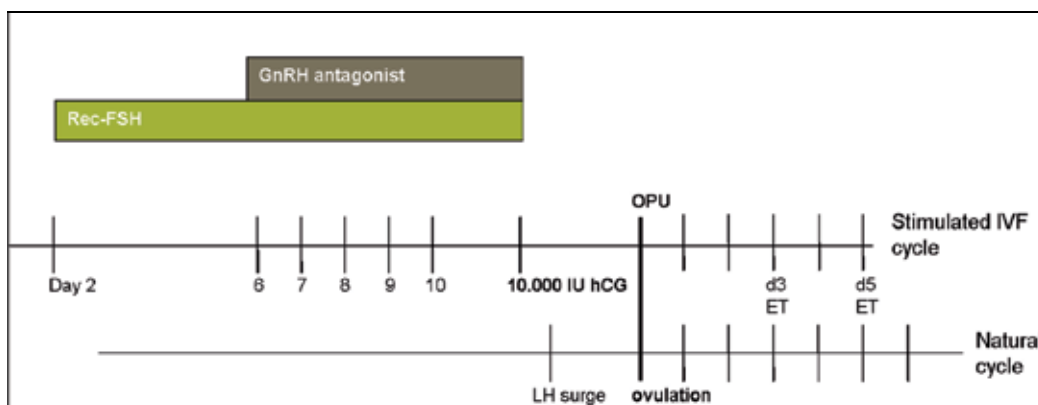 GnRH antagonist
Rec-FSH
OPU
Stimulated IVF
cycle
Day 2
6
7
8
9
10
10.000 IU hCG
d3
ET
d5
ET
Natura
cycle
LH surge
ovulation